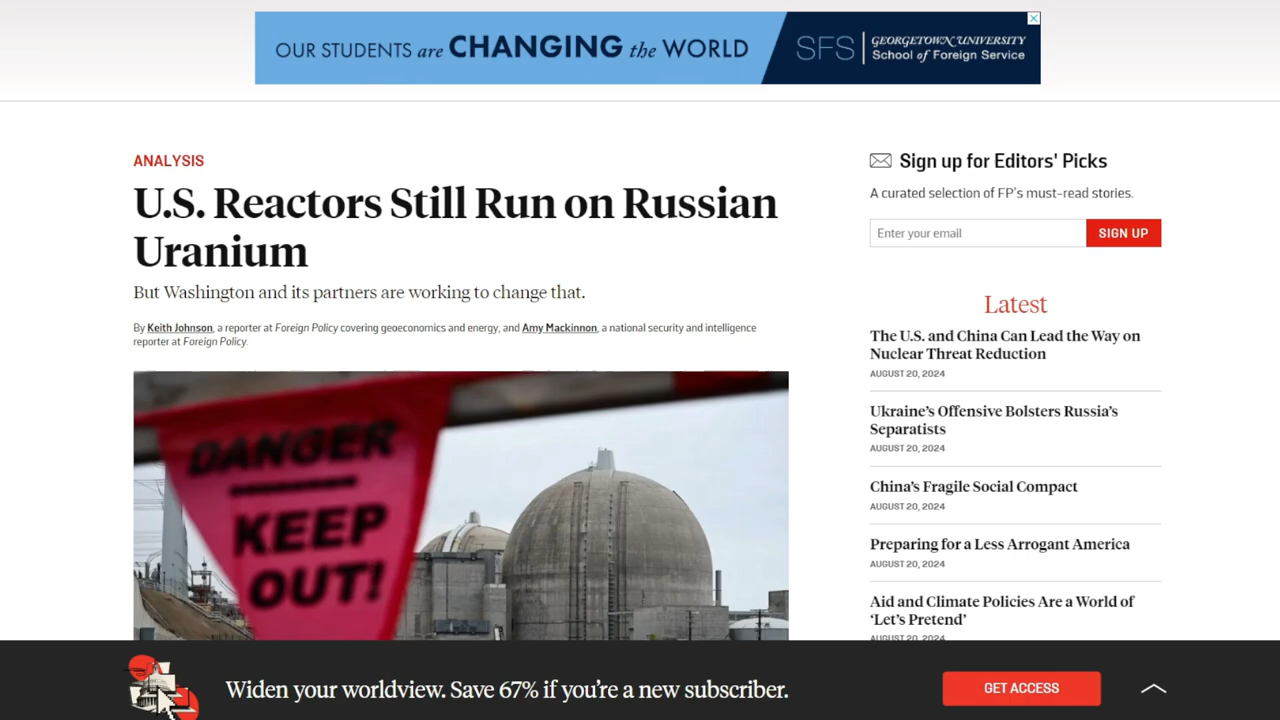 OUR STUDENTS are CHANGING the WORLD
SFS
GEORGETOWN UNIVERSITY
School of Foreign Service
ANALYSIS
U.S. Reactors Still Run on Russian
Uranium
But Washington and its partners are working to change that.
By Keith Johnson, a reporter at Foreign Policy covering geoeconomics and energy, and Amy Mackinnon, a national security and intelligence
reporter at Foreign Policy.
DANGER
KEEP
OUT!
Sign up for Editors' Picks
A curated selection of FP's must-read stories.
Enter your email
SIGN UP
Latest
The U.S. and China Can Lead the Way on
Nuclear Threat Reduction
AUGUST 20, 2024
Ukraine’s Offensive Bolsters Russia’s
Separatists
AUGUST 20, 2024
China’s Fragile Social Compact
AUGUST 20, 2024
Preparing for a Less Arrogant America
AUGUST 20, 2024
Aid and Climate Policies Are a World of
‘Let’s Pretend’
AUGUST 20, 2024
Widen your worldview. Save 67% if you’re a new subscriber.
GET ACCESS